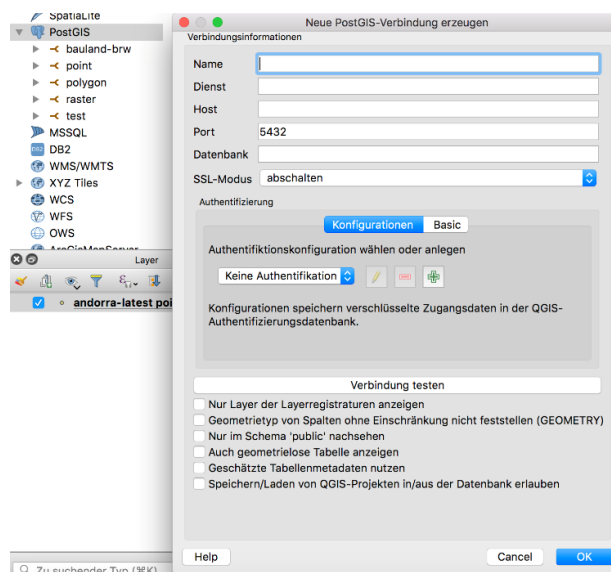 SpatiaLite
PostGIS
bauland-brw
point
polygon
raster
test
MSSQL
DB2
WMS/WMTS
XYZ Tiles
WCS
WFS
OWS
ArcGisMapServer
Layer
andorra-latest poi
Zu suchender Typ (⌘K)
Neue PostGIS-Verbindung erzeugen
Verbindungsinformationen
Name
Dienst
Host
Port 5432
Datenbank
SSL-Modus abschalten
Authentifizierung
Konfigurationen Basic
Authentifiktionskonfiguration wählen oder anlegen
Keine Authentifikation
Konfigurationen speichern verschlüsselte Zugangsdaten in der QGIS-
Authentifizierungsdatenbank.
Verbindung testen
Nur Layer der Layerregistraturen anzeigen
Geometrietyp von Spalten ohne Einschränkung nicht feststellen (GEOMETRY)
Nur im Schema 'public' nachsehen
Auch geometrielose Tabelle anzeigen
Geschätzte Tabellenmetadaten nutzen
Speichern/Laden von QGIS-Projekten in/aus der Datenbank erlauben
Help Cancel OK